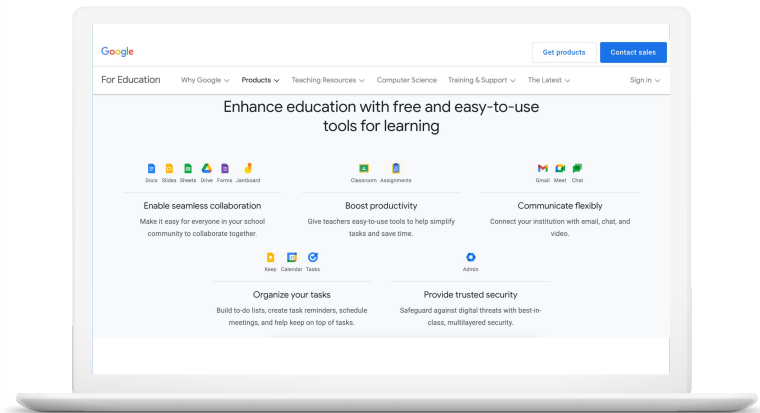 Google
Get products
Contact sales
For Education
Why Google
Products
Teaching Resources
Computer Science
Training & Support
The Latest
Sign in
Enhance education with free and easy-to-use
tools for learning
Docs Slides Sheets Drive Forms Jamboard
Enable seamless collaboration
Make it easy for everyone in your school
community to collaborate together.
Classroom Assignments
Boost productivity
Give teachers easy-to-use tools to help simplify
tasks and save time.
Gmail Meet Chat
Communicate flexibly
Connect your institution with email, chat, and
video.
Keep Calendar Tasks
Organize your tasks
Build to-do lists, create task reminders, schedule
meetings, and help keep on top of tasks.
Admin
Provide trusted security
Safeguard against digital threats with best-in-
class, multilayered security.